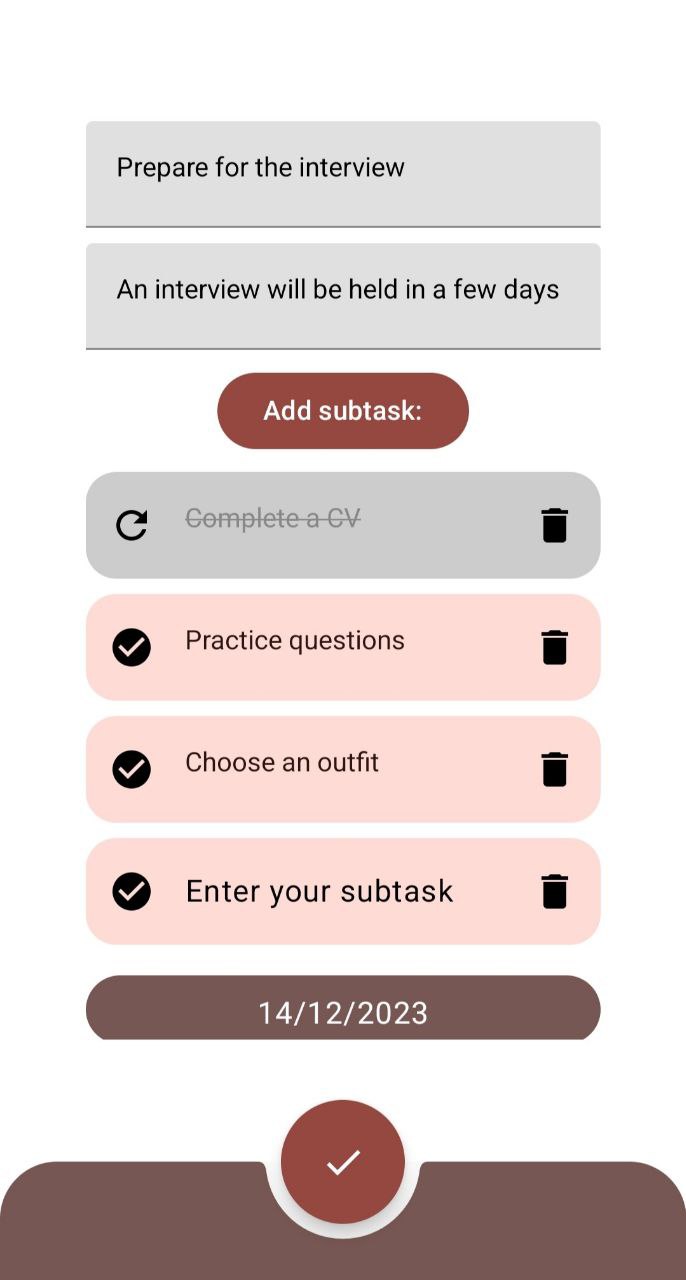 Prepare for the interview
An interview will be held in a few days
Add subtask:
Complete a CV
Practice questions
Choose an outfit
Enter your subtask
14/12/2023